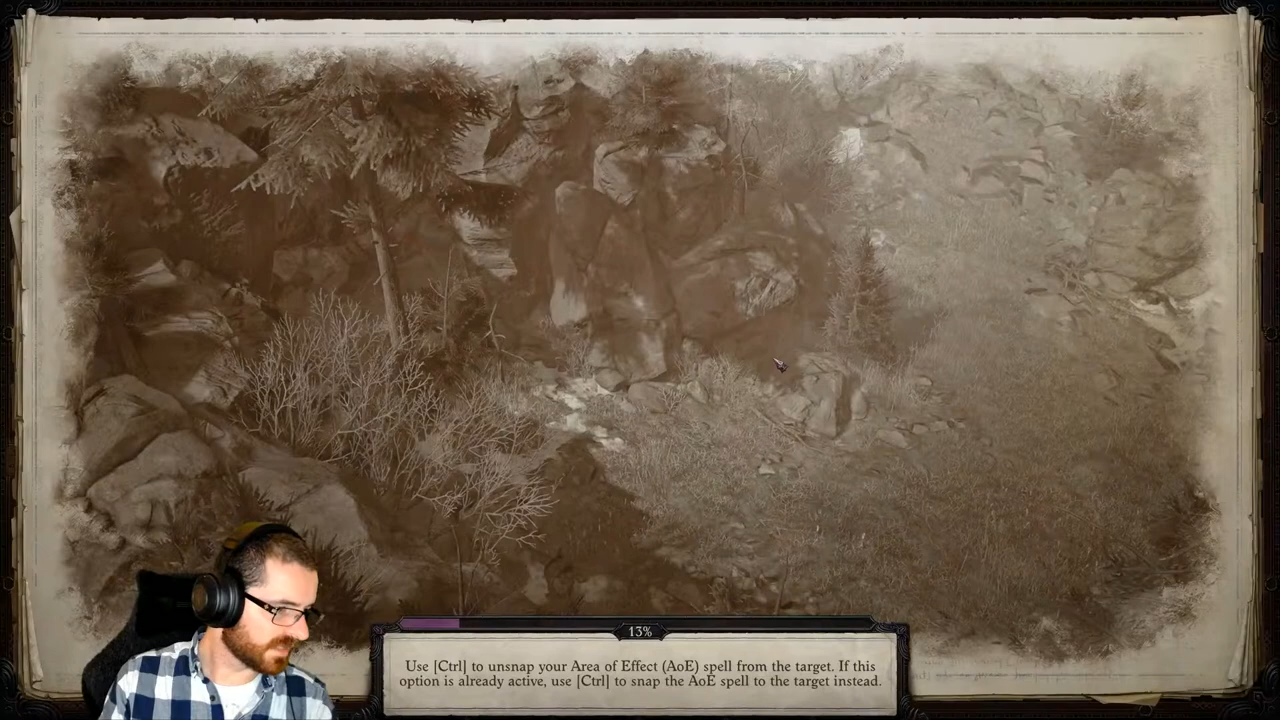 13%
Use [Ctrl] to unsnap your Area of Effect (AoE) spell from the target. If this
option is already active, use [Ctrl] to snap the AoE spell to the target instead.